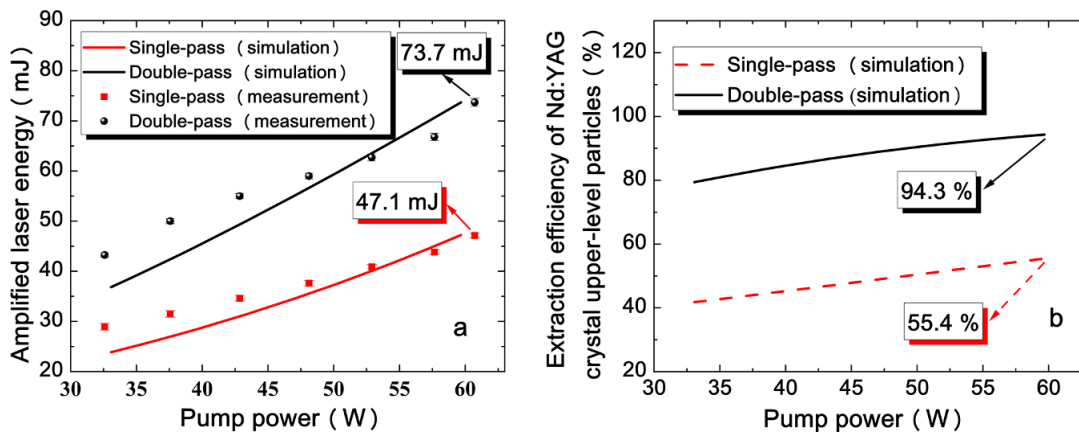 Amplified laser energy (mJ)
90
80
70
60
50
40
30
20
Single-pass (simulation)
Double-pass (simulation)
Single-pass (measurement)
Double-pass (measurement)
73.7 mJ
47.1 mJ
a
30 35 40 45 50 55 60 65
Pump power (W)
Extraction efficiency of Nd:YAG
crystal upper-level particles (%)
120
100
80
60
40
20
Single-pass (simulation)
Double-pass (simulation)
94.3 %
55.4 %
b
30 35 40 45 50 55 60
Pump power (W)